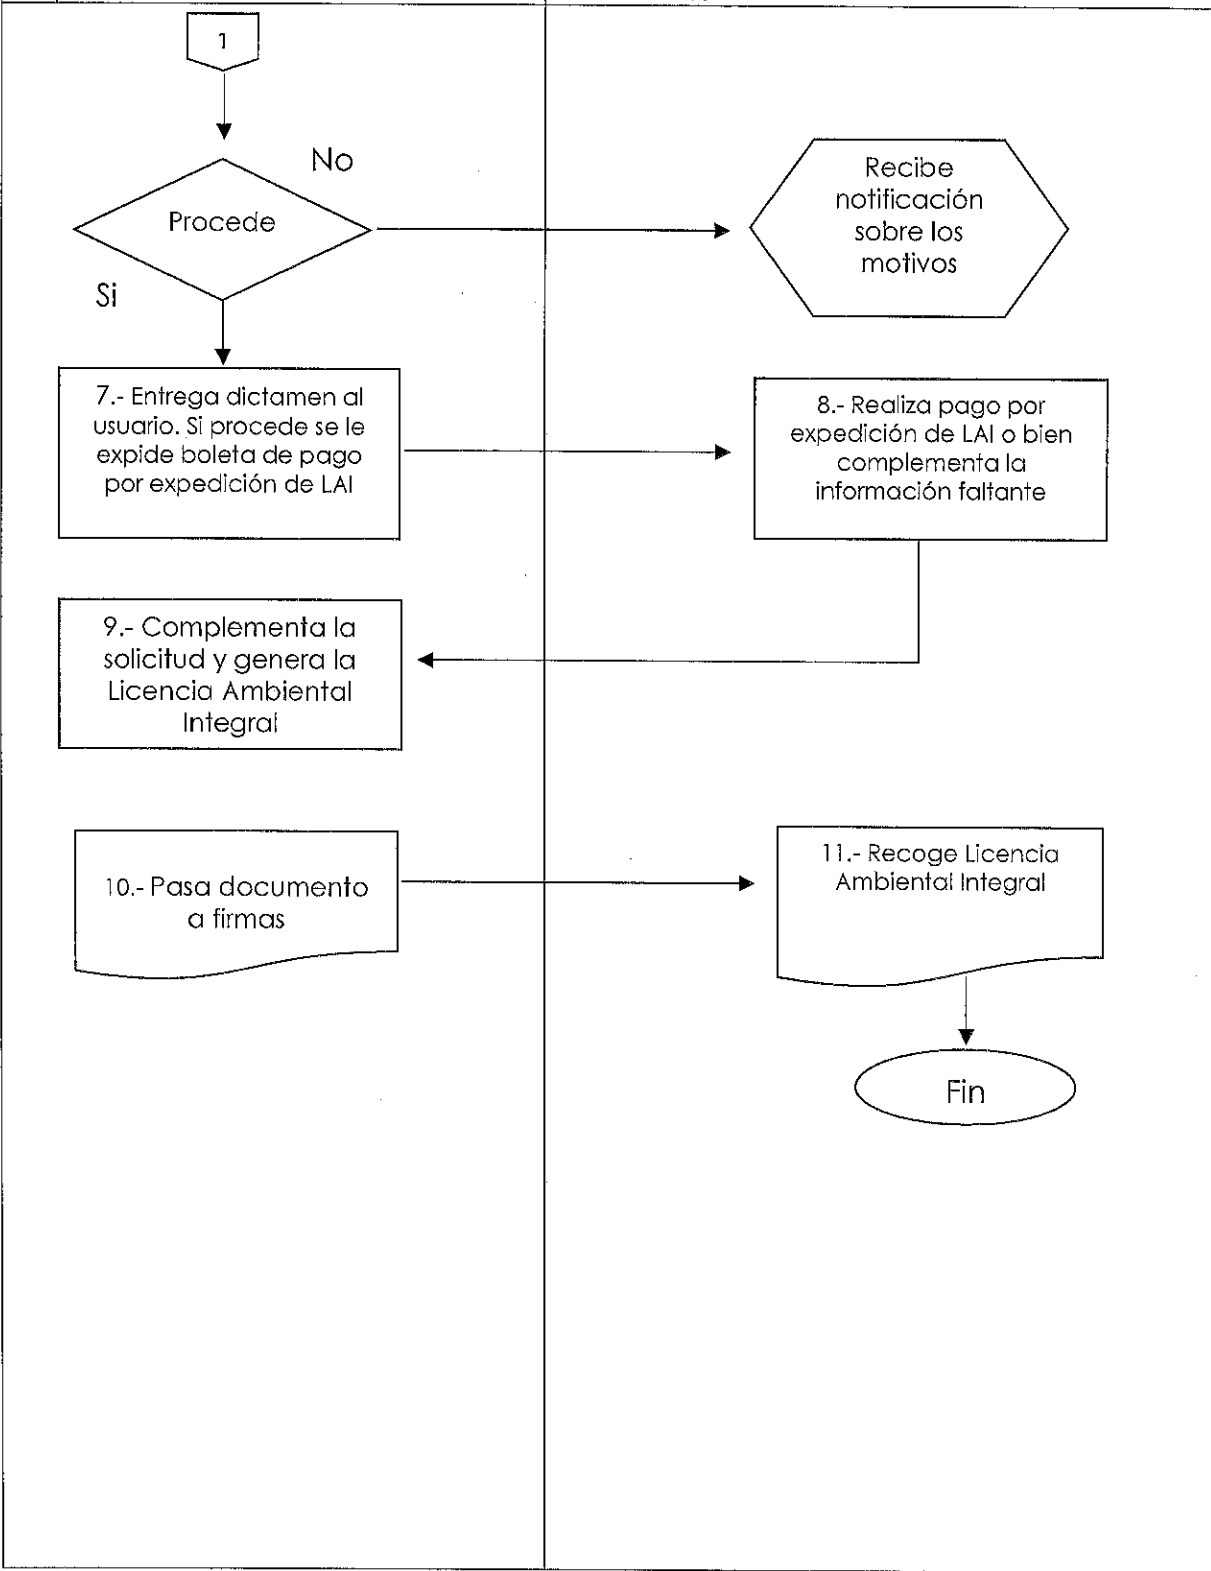 1
No
Procede
Si
Recibe
notificación
sobre los
motivos
7.- Entrega dictamen al
usuario. Si procede se le
expide boleta de pago
por expedición de LAI
8.- Realiza pago por
expedición de LAI o bien
complementa la
información faltante
9.- Complementa la
solicitud y genera la
Licencia Ambiental
Integral
10.- Pasa documento
a firmas
11.- Recoge Licencia
Ambiental Integral
Fin